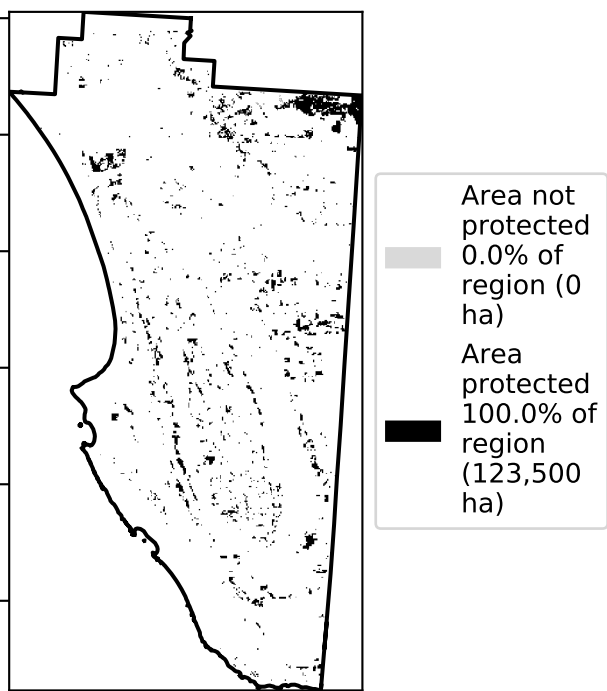 Area not
protected
0.0% of
region (0
ha)
Area
protected
100.0% of
region
(123,500
ha)